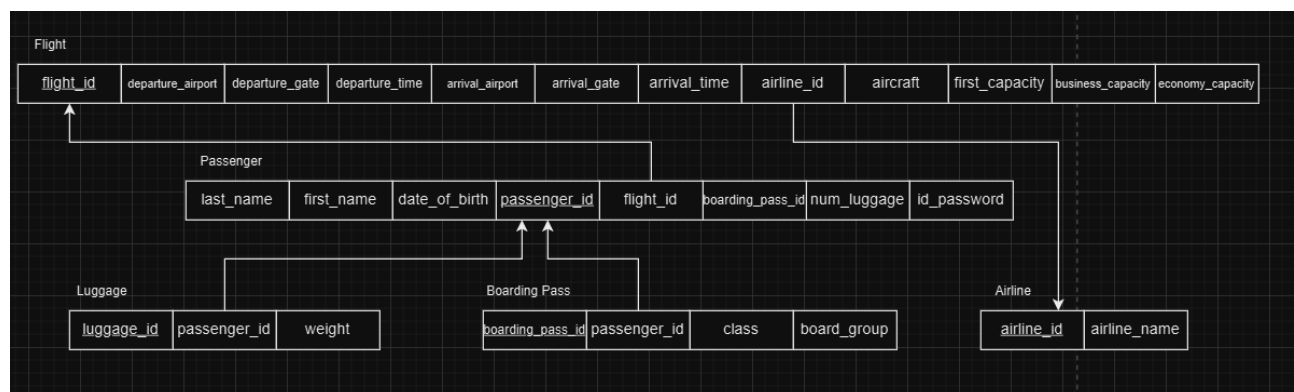 Flight
flight_id departure_airport departure_gate departure_time arrival_airport arrival_gate arrival_time airline_id aircraft first_capacity business_capacity economy_capacity
Passenger
last_name first_name date_of_birth passenger_id flight_id boarding_pass_id num_luggage id_password
Luggage Boarding Pass Airline
luggage_id passenger_id weight boarding_pass_id passenger_id class board_group airline_id airline_name